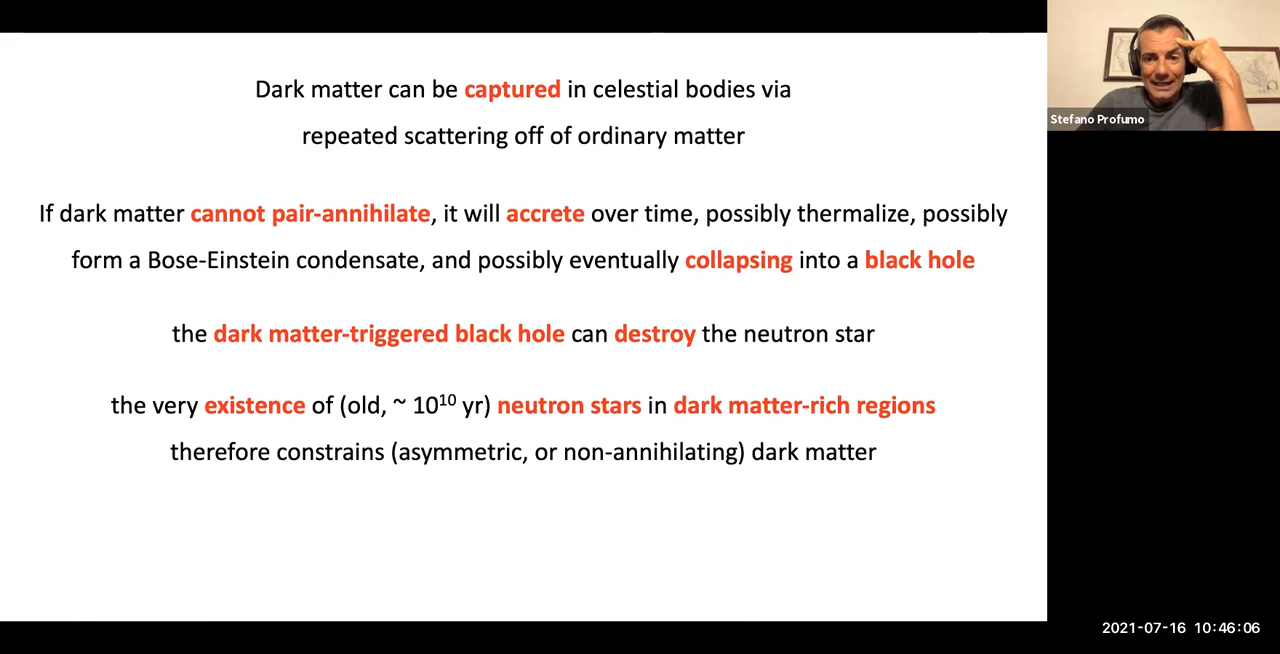 Dark matter can be captured in celestial bodies via
repeated scattering off of ordinary matter
If dark matter cannot pair-annihilate, it will accrete over time, possibly thermalize, possibly
form a Bose-Einstein condensate, and possibly eventually collapsing into a black hole
the dark matter-triggered black hole can destroy the neutron star
the very existence of (old, ~ 10¹⁰ yr) neutron stars in dark matter-rich regions
therefore constrains (asymmetric, or non-annihilating) dark matter
Stefano Profumo
2021-07-16 10:46:06